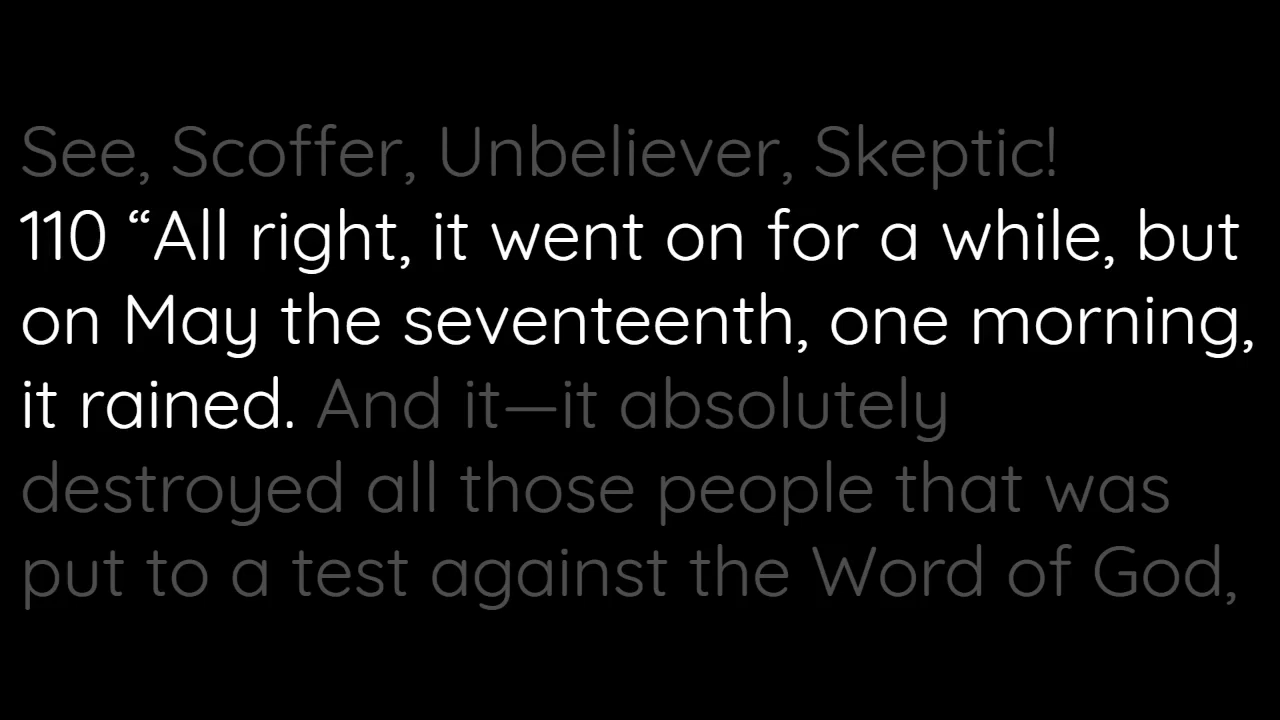 See, Scoffer, Unbeliever, Skeptic!
110 “All right, it went on for a while, but
on May the seventeenth, one morning,
it rained. And it—it absolutely
destroyed all those people that was
put to a test against the Word of God,